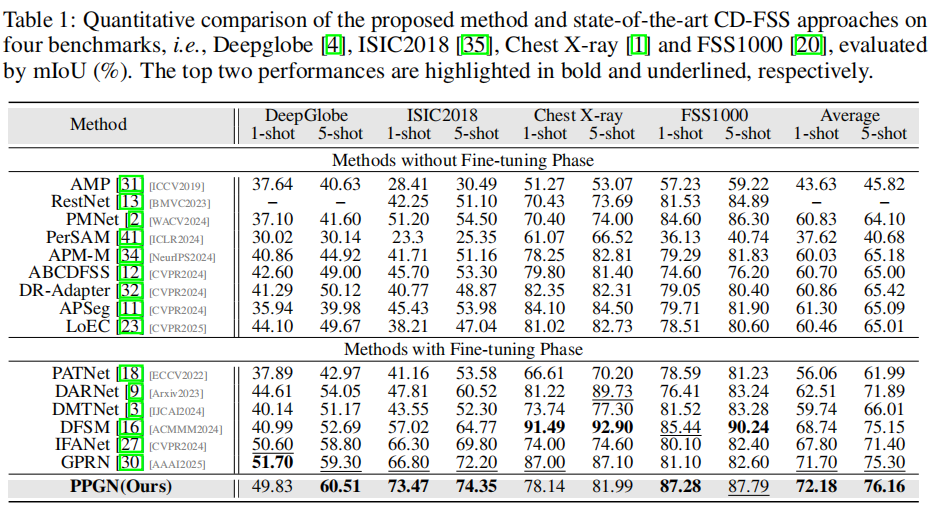 Table 1: Quantitative comparison of the proposed method and state-of-the-art CD-FSS approaches on
four benchmarks, i.e., Deepglobe [4], ISIC2018 [35], Chest X-ray [1] and FSS1000 [20], evaluated
by mIoU (%). The top two performances are highlighted in bold and underlined, respectively.
Method DeepGlobe ISIC2018 Chest X-ray FSS1000 Average
1-shot 5-shot 1-shot 5-shot 1-shot 5-shot 1-shot 5-shot 1-shot 5-shot
Methods without Fine-tuning Phase
AMP [31] [ICCV2019] 37.64 40.63 28.41 30.49 51.27 53.07 57.23 59.22 43.63 45.82
RestNet [13] [BMVC2023] – – 42.25 51.10 70.43 73.69 81.53 84.89 – –
PMNet [2] [WACV2024] 37.10 41.60 51.20 54.50 70.40 74.00 84.60 86.30 60.83 64.10
PerSAM [41] [ICLR2024] 30.02 30.14 23.3 25.35 61.07 66.52 36.13 40.74 37.62 40.68
APM-M [34] [NeurIPS2024] 40.86 44.92 41.71 51.16 78.25 82.81 79.29 81.83 60.03 65.18
ABCDFSS [12] [CVPR2024] 42.60 49.00 45.70 53.30 79.80 81.40 74.60 76.20 60.70 65.00
DR-Adapter [32] [CVPR2024] 41.29 50.12 40.77 48.87 82.35 82.31 79.05 80.40 60.86 65.42
APSeg [11] [CVPR2024] 35.94 39.98 45.43 53.98 84.10 84.50 79.71 81.90 61.30 65.09
LoEC [23] [CVPR2025] 44.10 49.67 38.21 47.04 81.02 82.73 78.51 80.60 60.46 65.01
Methods with Fine-tuning Phase
PATNet [18] [ECCV2022] 37.89 42.97 41.16 53.58 66.61 70.20 78.59 81.23 56.06 61.99
DARNet [9] [Arxiv2023] 44.61 54.05 47.81 60.52 81.22 89.73 76.41 83.24 62.51 71.89
DMTNet [3] [IJCAI2024] 40.14 51.17 43.55 52.30 73.74 77.30 81.52 83.28 59.74 66.01
DFSM [16] [ACMMM2024] 40.99 52.69 57.02 64.77 91.49 92.90 85.44 90.24 68.74 75.15
IFANet [27] [CVPR2024] 50.60 58.80 66.30 69.80 74.00 74.60 80.10 82.40 67.80 71.40
GPRN [30] [AAAI2025] 51.70 59.30 66.80 72.20 87.00 87.10 81.10 82.60 71.70 75.30
PPGN(Ours) 49.83 60.51 73.47 74.35 78.14 81.99 87.28 87.79 72.18 76.16